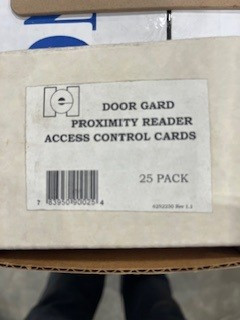 DOOR GARD
PROXIMITY READER
ACCESS CONTROL CARDS
25 PACK